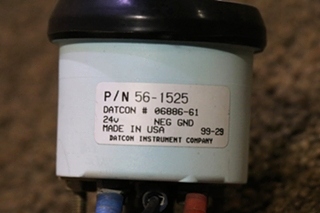 P/N 56-1525
DATCON # 06886-61
24v NEG GND
MADE IN USA 99-29
DATCON INSTRUMENT COMPANY